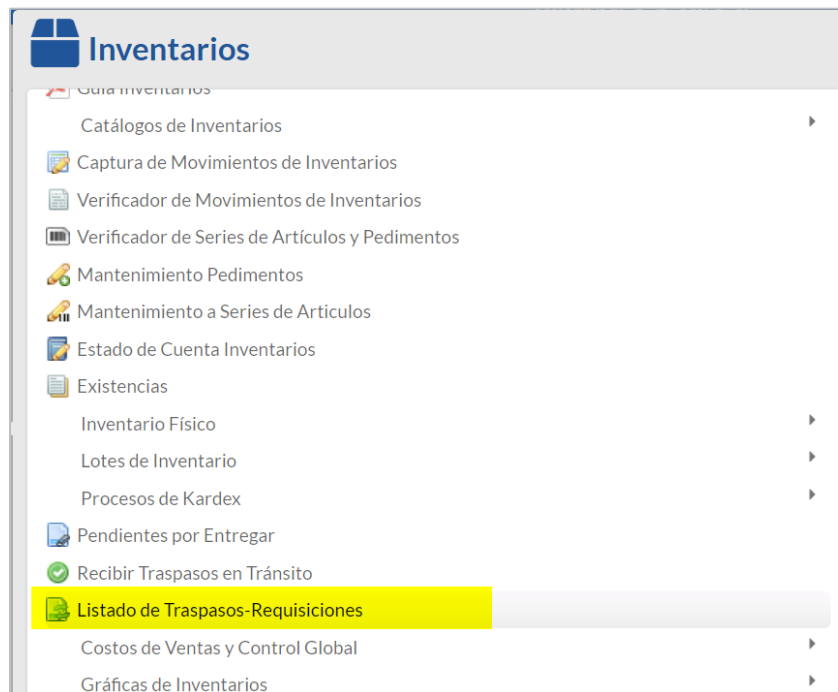 Inventarios
Guía Inventarios
Catálogos de Inventarios
Captura de Movimientos de Inventarios
Verificador de Movimientos de Inventarios
Verificador de Series de Artículos y Pedimentos
Mantenimiento Pedimentos
Mantenimiento a Series de Articulos
Estado de Cuenta Inventarios
Existencias
Inventario Físico
Lotes de Inventario
Procesos de Kardex
Pendientes por Entregar
Recibir Traspasos en Tránsito
Listado de Traspasos-Requisiciones
Costos de Ventas y Control Global
Gráficas de Inventarios